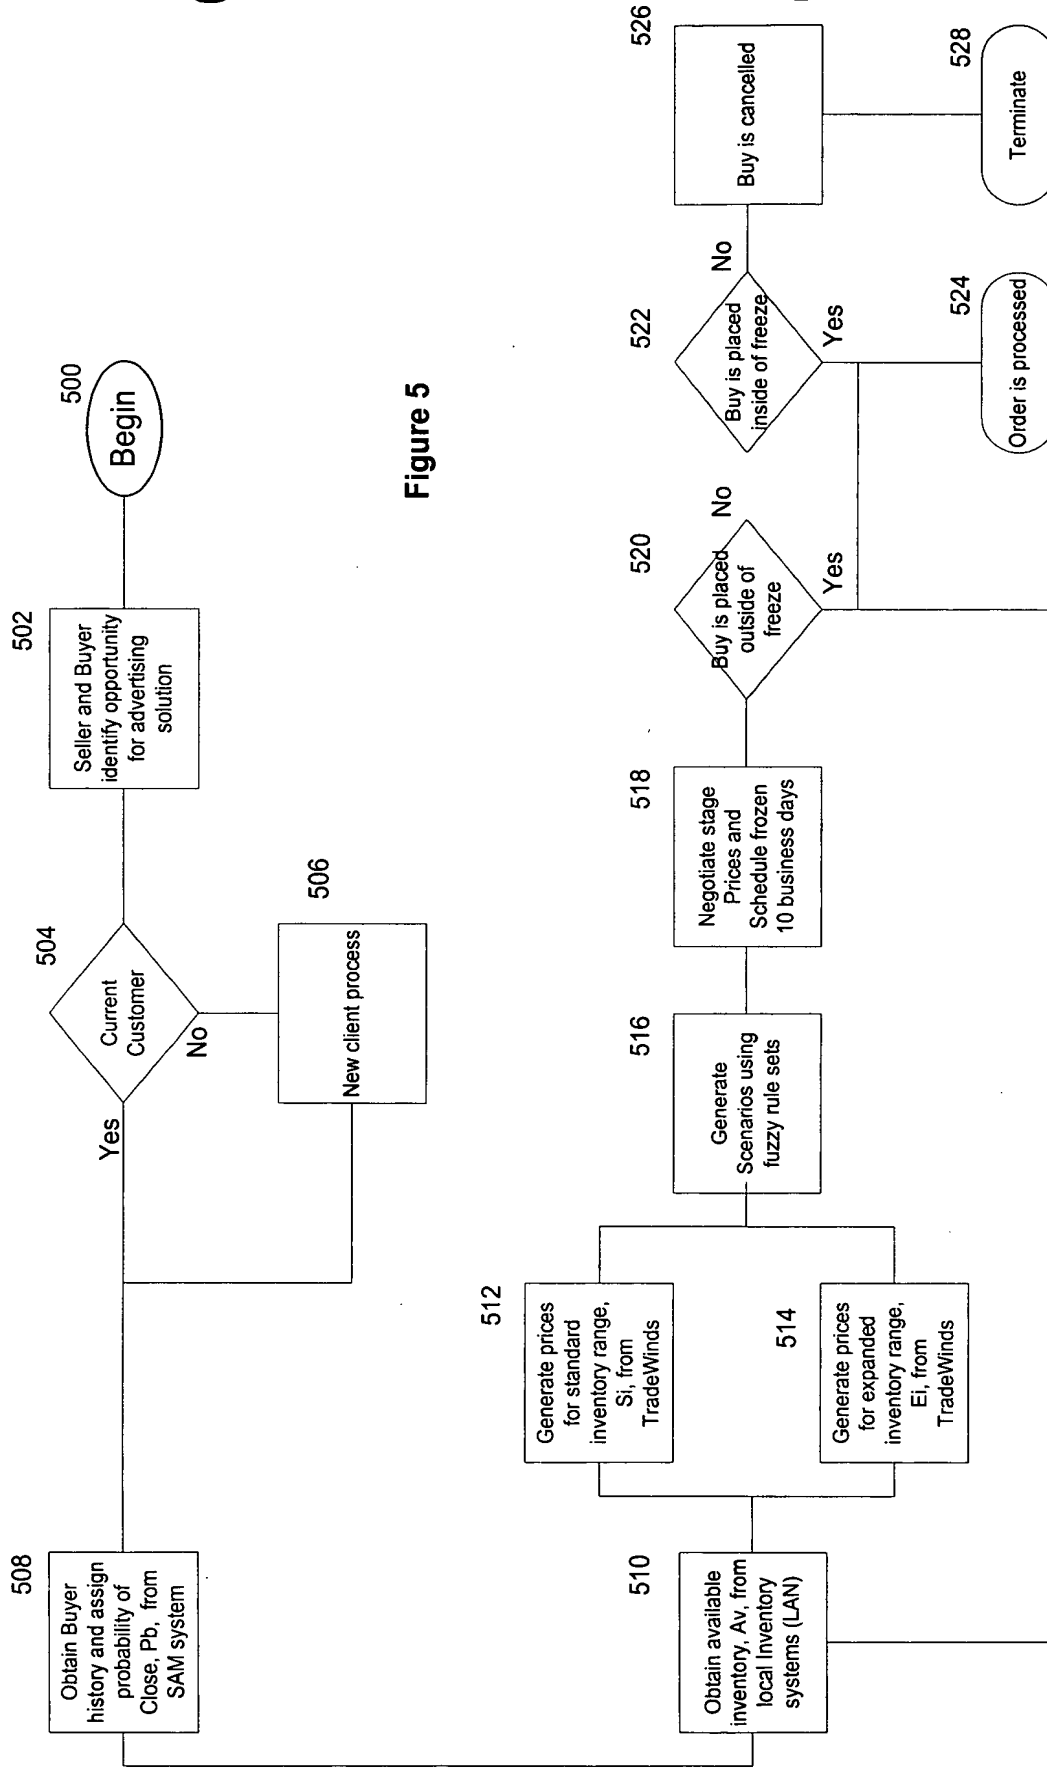 500
Begin
502
Seller and Buyer
identify opportunity
for advertising
solution
504
Current
Customer
Yes
No
506
New client process
508
Obtain Buyer
history and assign
probability of
Close, Pb, from
SAM system
Figure 5
510
Obtain available
inventory, Av, from
local Inventory
systems (LAN)
512
Generate prices
for standard
inventory range,
Si, from
TradeWinds
514
Generate prices
for expanded
inventory range,
Ei, from
TradeWinds
516
Generate
Scenarios using
fuzzy rule sets
518
Negotiate stage
Prices and
Schedule frozen
10 business days
520
Buy is placed
outside of
freeze
No
Yes
522
Buy is placed
inside of freeze
No
Yes
524
Order is processed
526
Buy is cancelled
528
Terminate